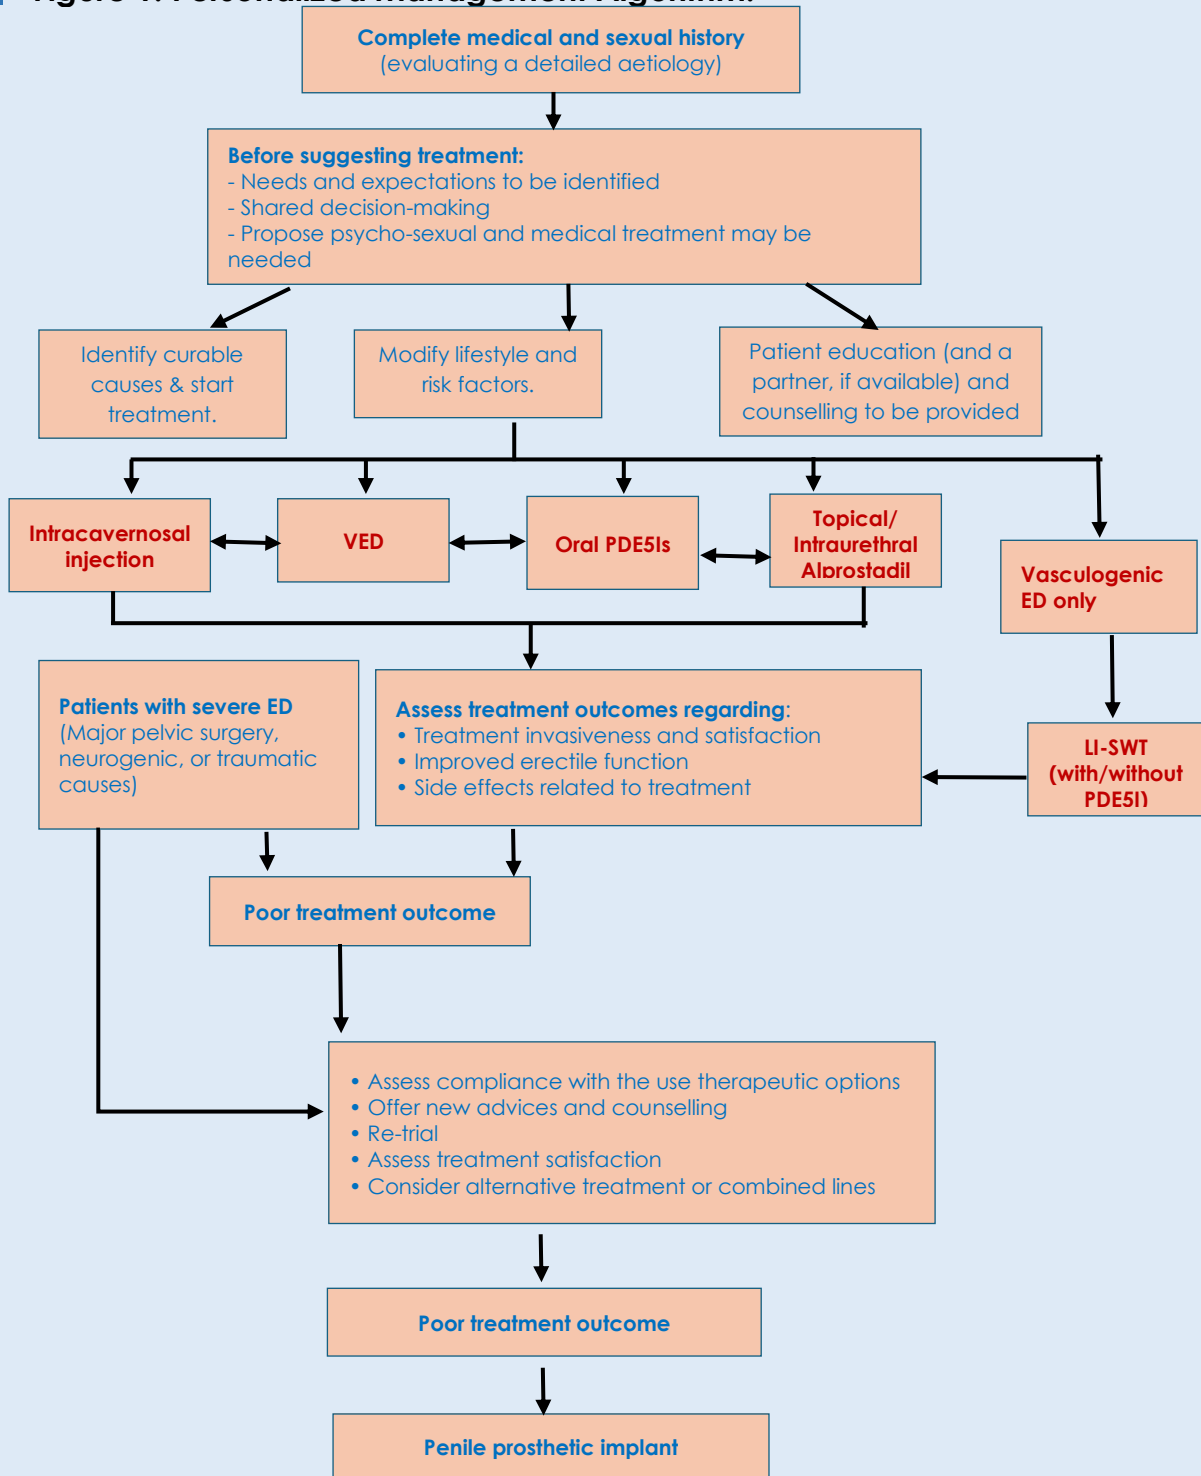 Figure 1: Personalized Management Algorithm.
Complete medical and sexual history
(evaluating a detailed aetiology)
Before suggesting treatment:
- Needs and expectations to be identified
- Shared decision-making
- Propose psycho-sexual and medical treatment may be
needed
Identify curable
causes & start
treatment.
Modify lifestyle and
risk factors.
Patient education (and a
partner, if available) and
counselling to be provided
Intracavernosal
injection
VED
Oral PDE5Is
Topical/
Intraurethral
Alprostadil
Vasculogenic
ED only
Patients with severe ED
(Major pelvic surgery,
neurogenic, or traumatic
causes)
Assess treatment outcomes regarding:
• Treatment invasiveness and satisfaction
• Improved erectile function
• Side effects related to treatment
LI-SWT
(with/without
PDE5I)
Poor treatment outcome
• Assess compliance with the use therapeutic options
• Offer new advices and counselling
• Re-trial
• Assess treatment satisfaction
• Consider alternative treatment or combined lines
Poor treatment outcome
Penile prosthetic implant